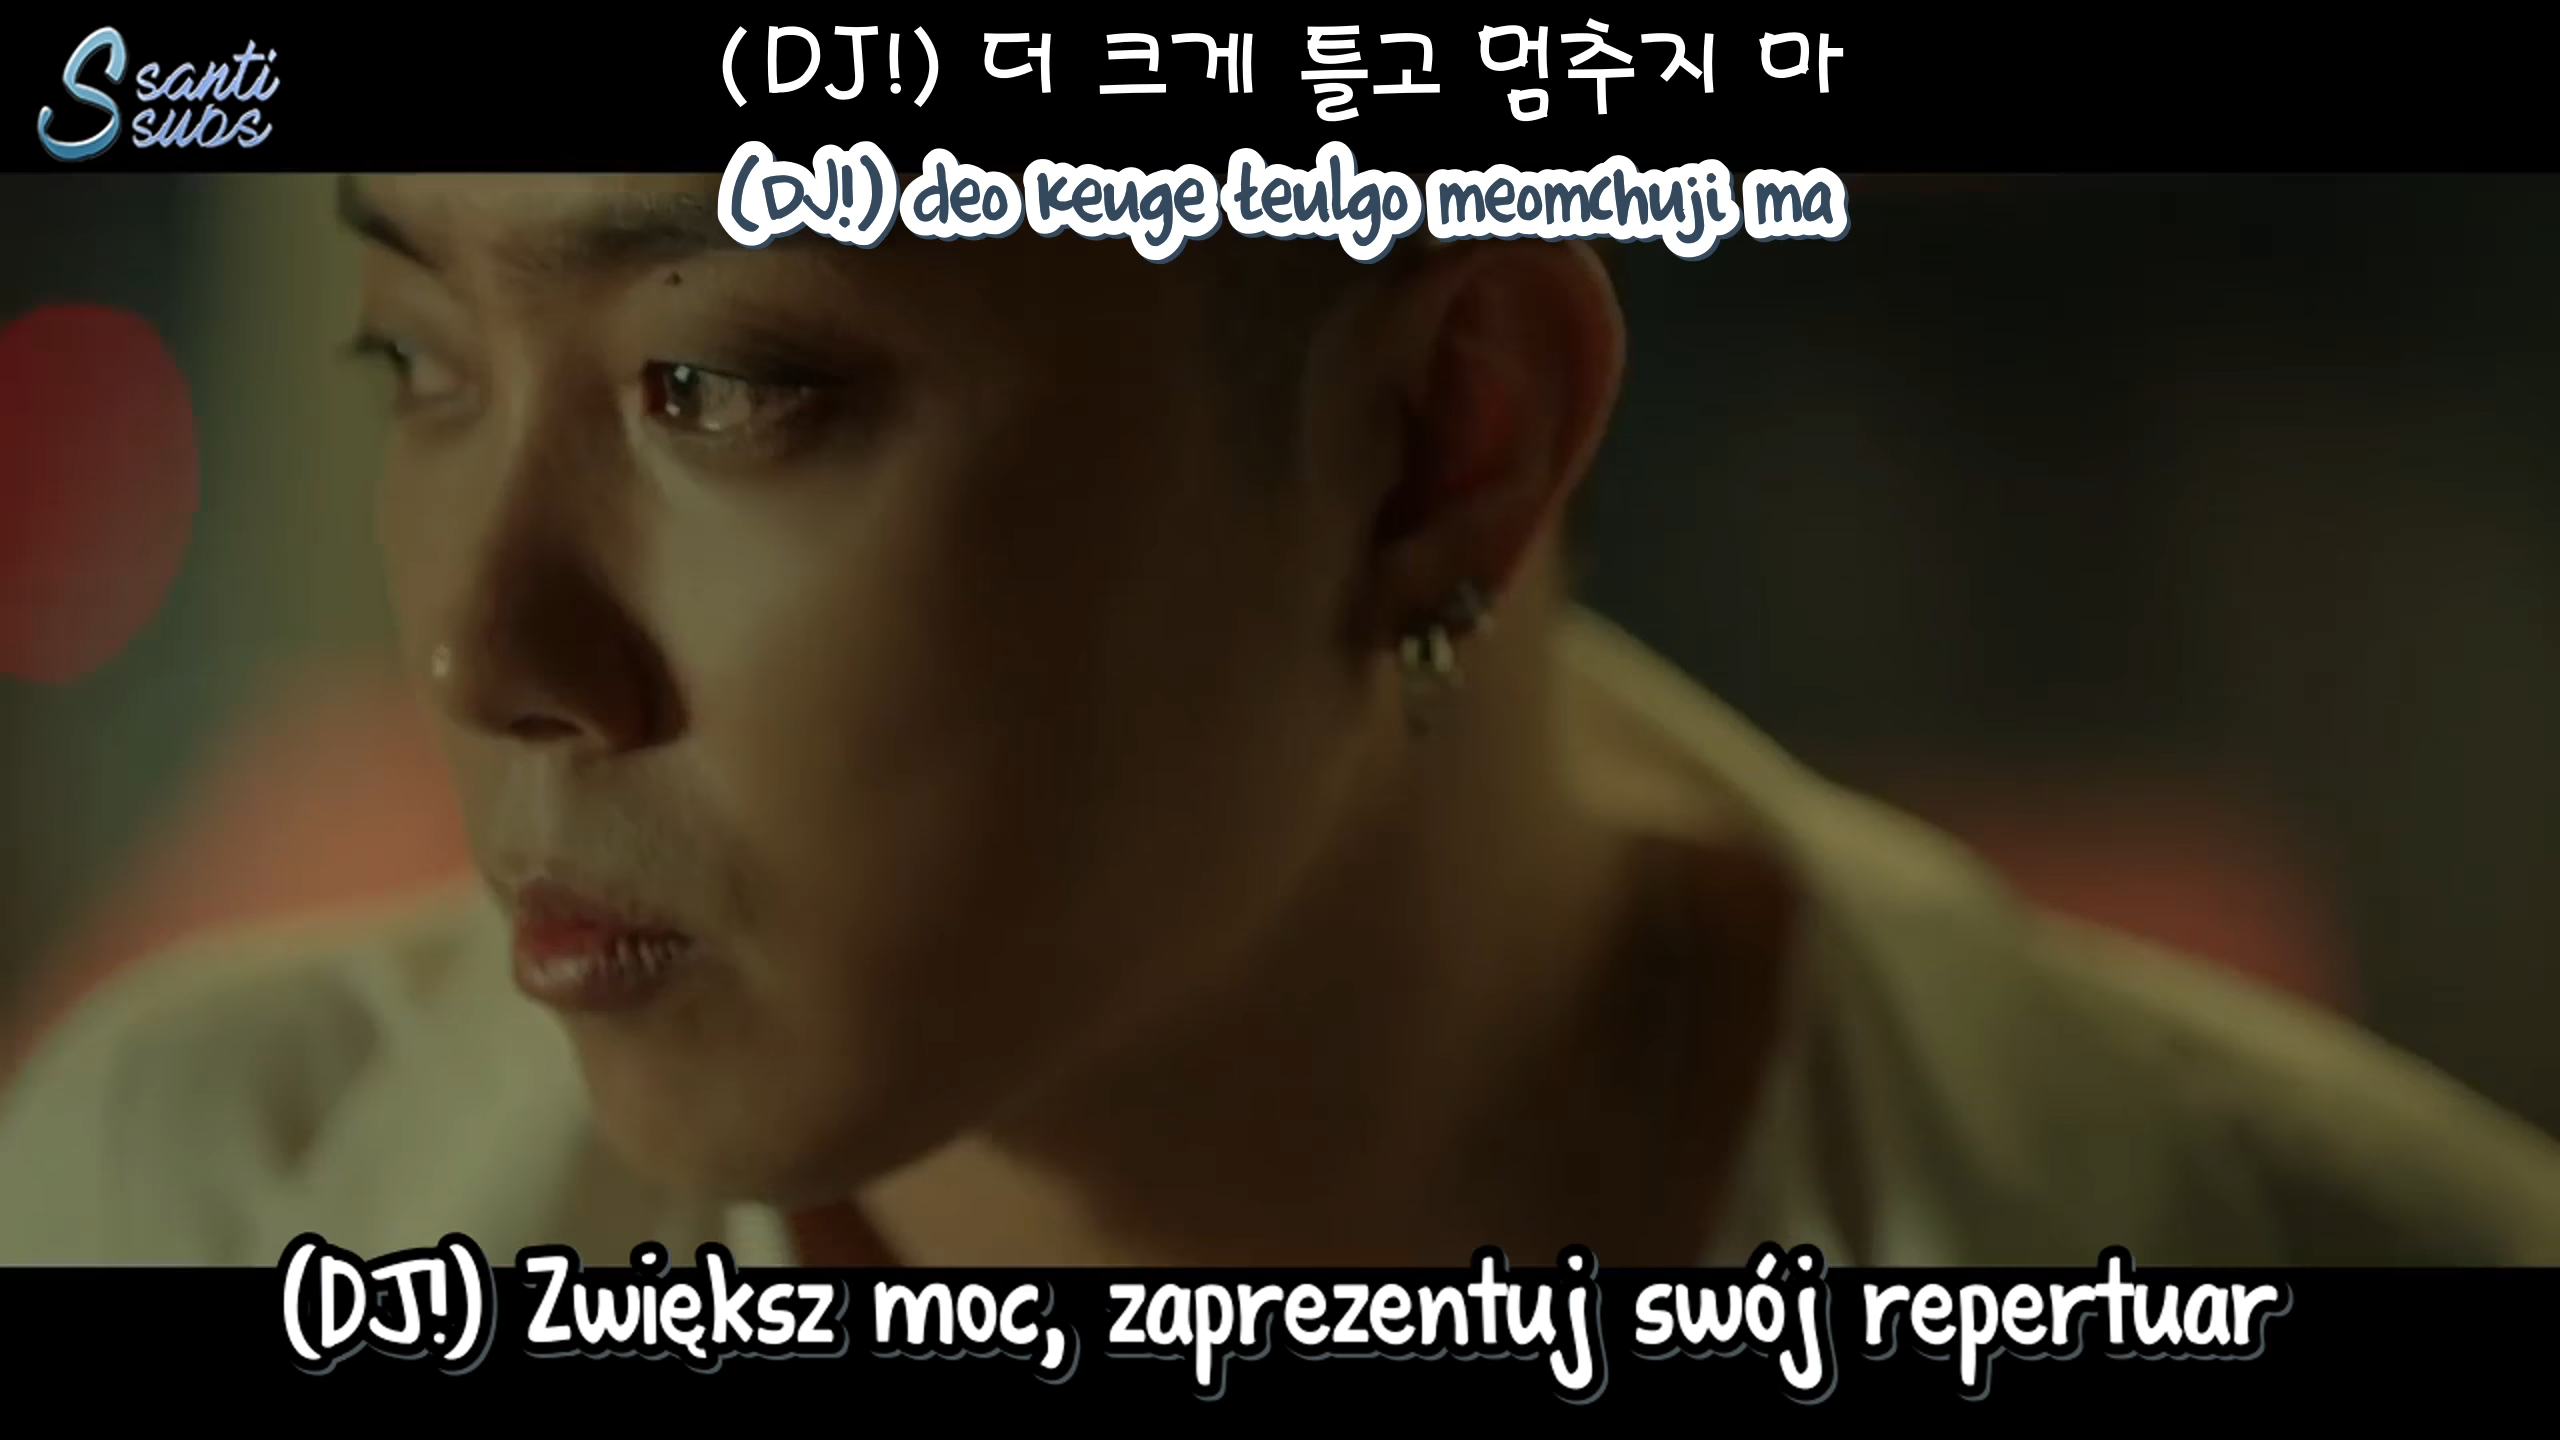 Ssanti
subs
(DJ!) 더 크게 틀고 멈추지 마
(DJ!) deo keuge teulgo meomchuji ma
(DJ!) Zwiększ moc, zaprezentuj swój repertuar